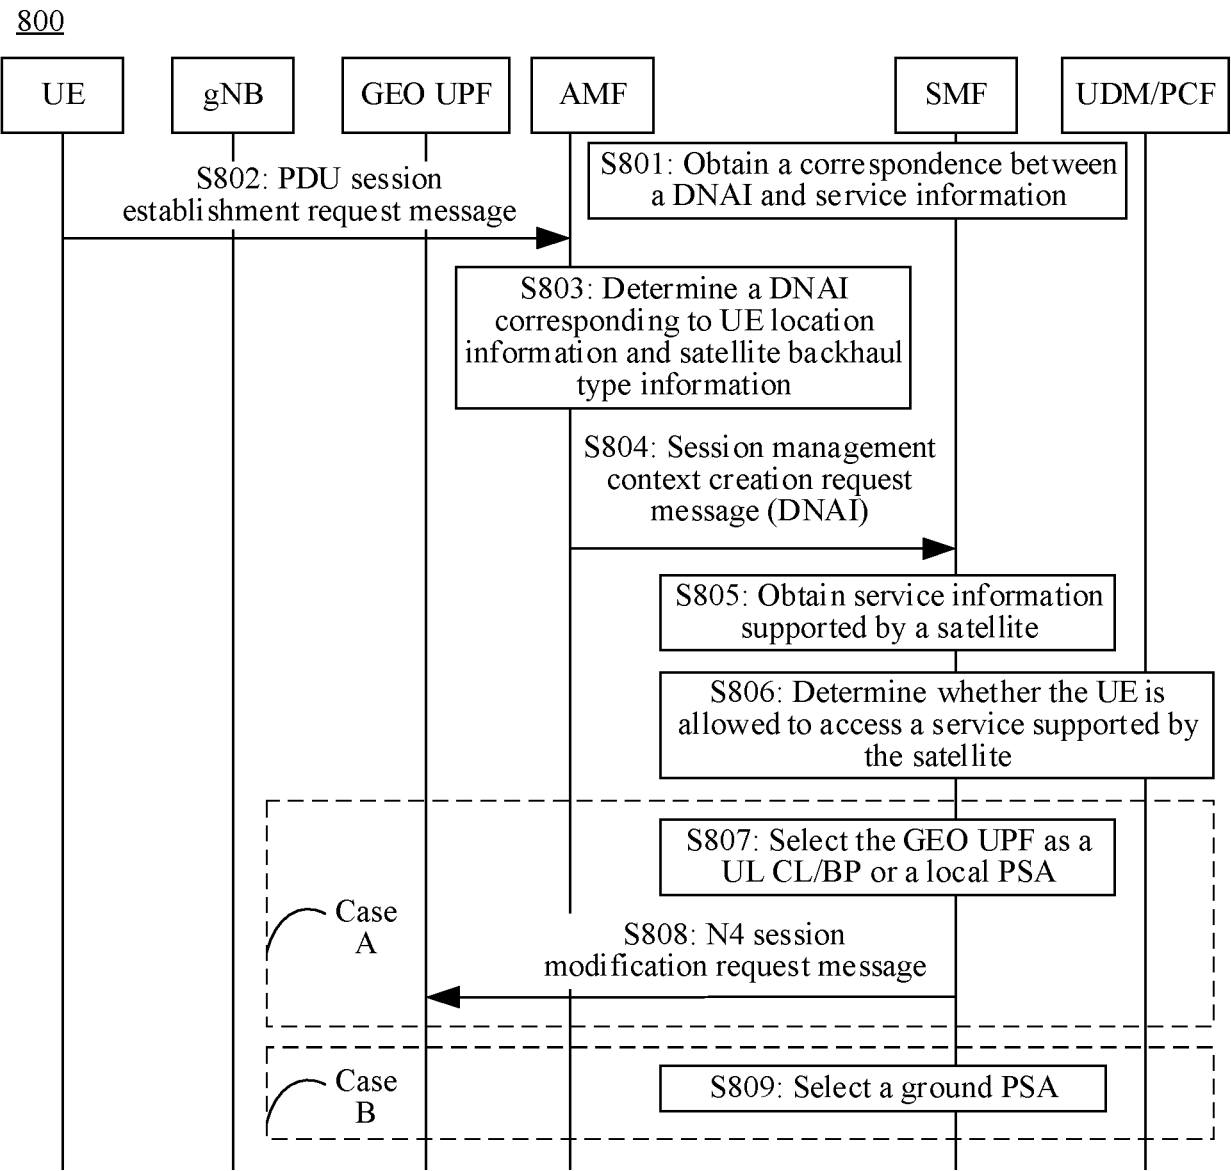 800
UE
gNB
GEO UPF
AMF
SMF
UDM/PCF
S801: Obtain a correspondence between
a DNAI and service information
S802: PDU session
establishment request message
S803: Determine a DNAI
corresponding to UE location
information and satellite backhaul
type information
S804: Session management
context creation request
message (DNAI)
S805: Obtain service information
supported by a satellite
S806: Determine whether the UE is
allowed to access a service supported by
the satellite
S807: Select the GEO UPF as a
UL CL/BP or a local PSA
Case
A
S808: N4 session
modification request message
Case
B
S809: Select a ground PSA